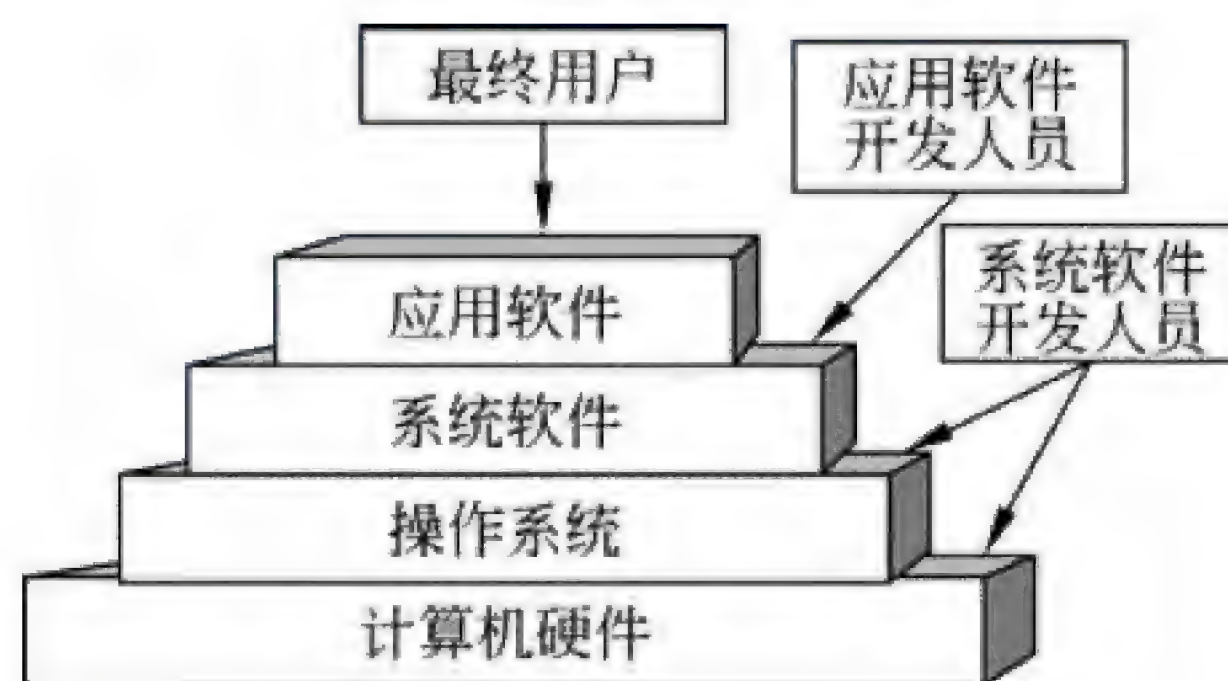 最终用户
应用软件
开发人员
系统软件
开发人员
应用软件
系统软件
操作系统
计算机硬件